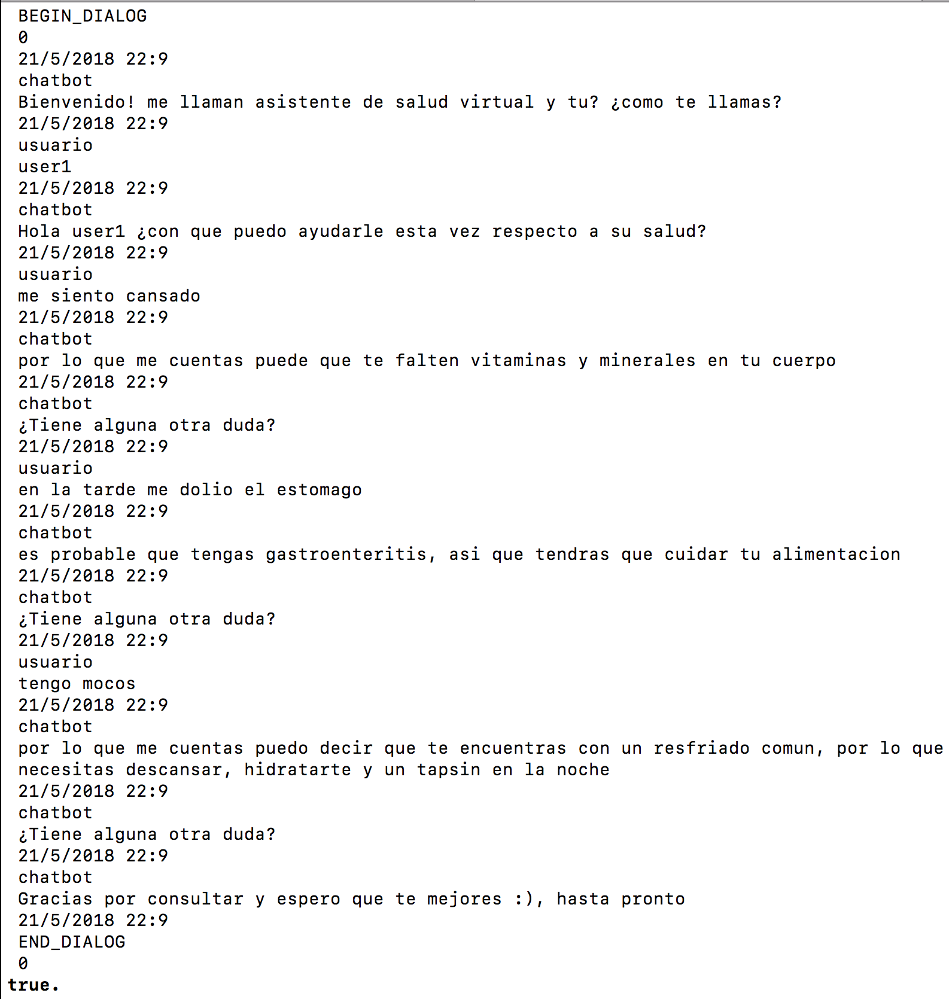 BEGIN_DIALOG
0
21/5/2018 22:9
chatbot
Bienvenido! me llaman asistente de salud virtual y tu? ¿como te llamas?
21/5/2018 22:9
usuario
user1
21/5/2018 22:9
chatbot
Hola user1 ¿con que puedo ayudarle esta vez respecto a su salud?
21/5/2018 22:9
usuario
me siento cansado
21/5/2018 22:9
chatbot
por lo que me cuentas puede que te falten vitaminas y minerales en tu cuerpo
21/5/2018 22:9
chatbot
¿Tiene alguna otra duda?
21/5/2018 22:9
usuario
en la tarde me dolio el estomago
21/5/2018 22:9
chatbot
es probable que tengas gastroenteritis, asi que tendras que cuidar tu alimentacion
21/5/2018 22:9
chatbot
¿Tiene alguna otra duda?
21/5/2018 22:9
usuario
tengo mocos
21/5/2018 22:9
chatbot
por lo que me cuentas puedo decir que te encuentras con un resfriado comun, por lo que
necesitas descansar, hidratarte y un tapsin en la noche
21/5/2018 22:9
chatbot
¿Tiene alguna otra duda?
21/5/2018 22:9
chatbot
Gracias por consultar y espero que te mejores :), hasta pronto
21/5/2018 22:9
END_DIALOG
0
true.